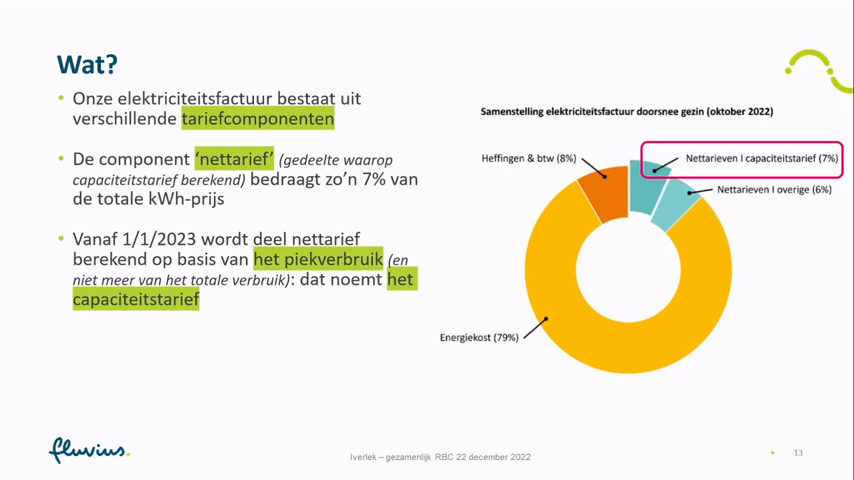 Wat?
• Onze elektriciteitsfactuur bestaat uit
verschillende tariefcomponenten
• De component ‘nettarief’ (gedeelte waarop
capaciteitstarief berekend) bedraagt zo’n 7% van
de totale kWh-prijs
• Vanaf 1/1/2023 wordt deel nettarief
berekend op basis van het piekverbruik (en
niet meer van het totale verbruik): dat noemt het
capaciteitstarief
Samenstelling elektriciteitsfactuur doorsnee gezin (oktober 2022)
Heffingen & btw (8%)
Nettarieven I capaciteitstarief (7%)
Nettarieven I overige (6%)
Energiekost (79%)
fluvius.
Iverlek – gezamenlijk RBC 22 december 2022
13